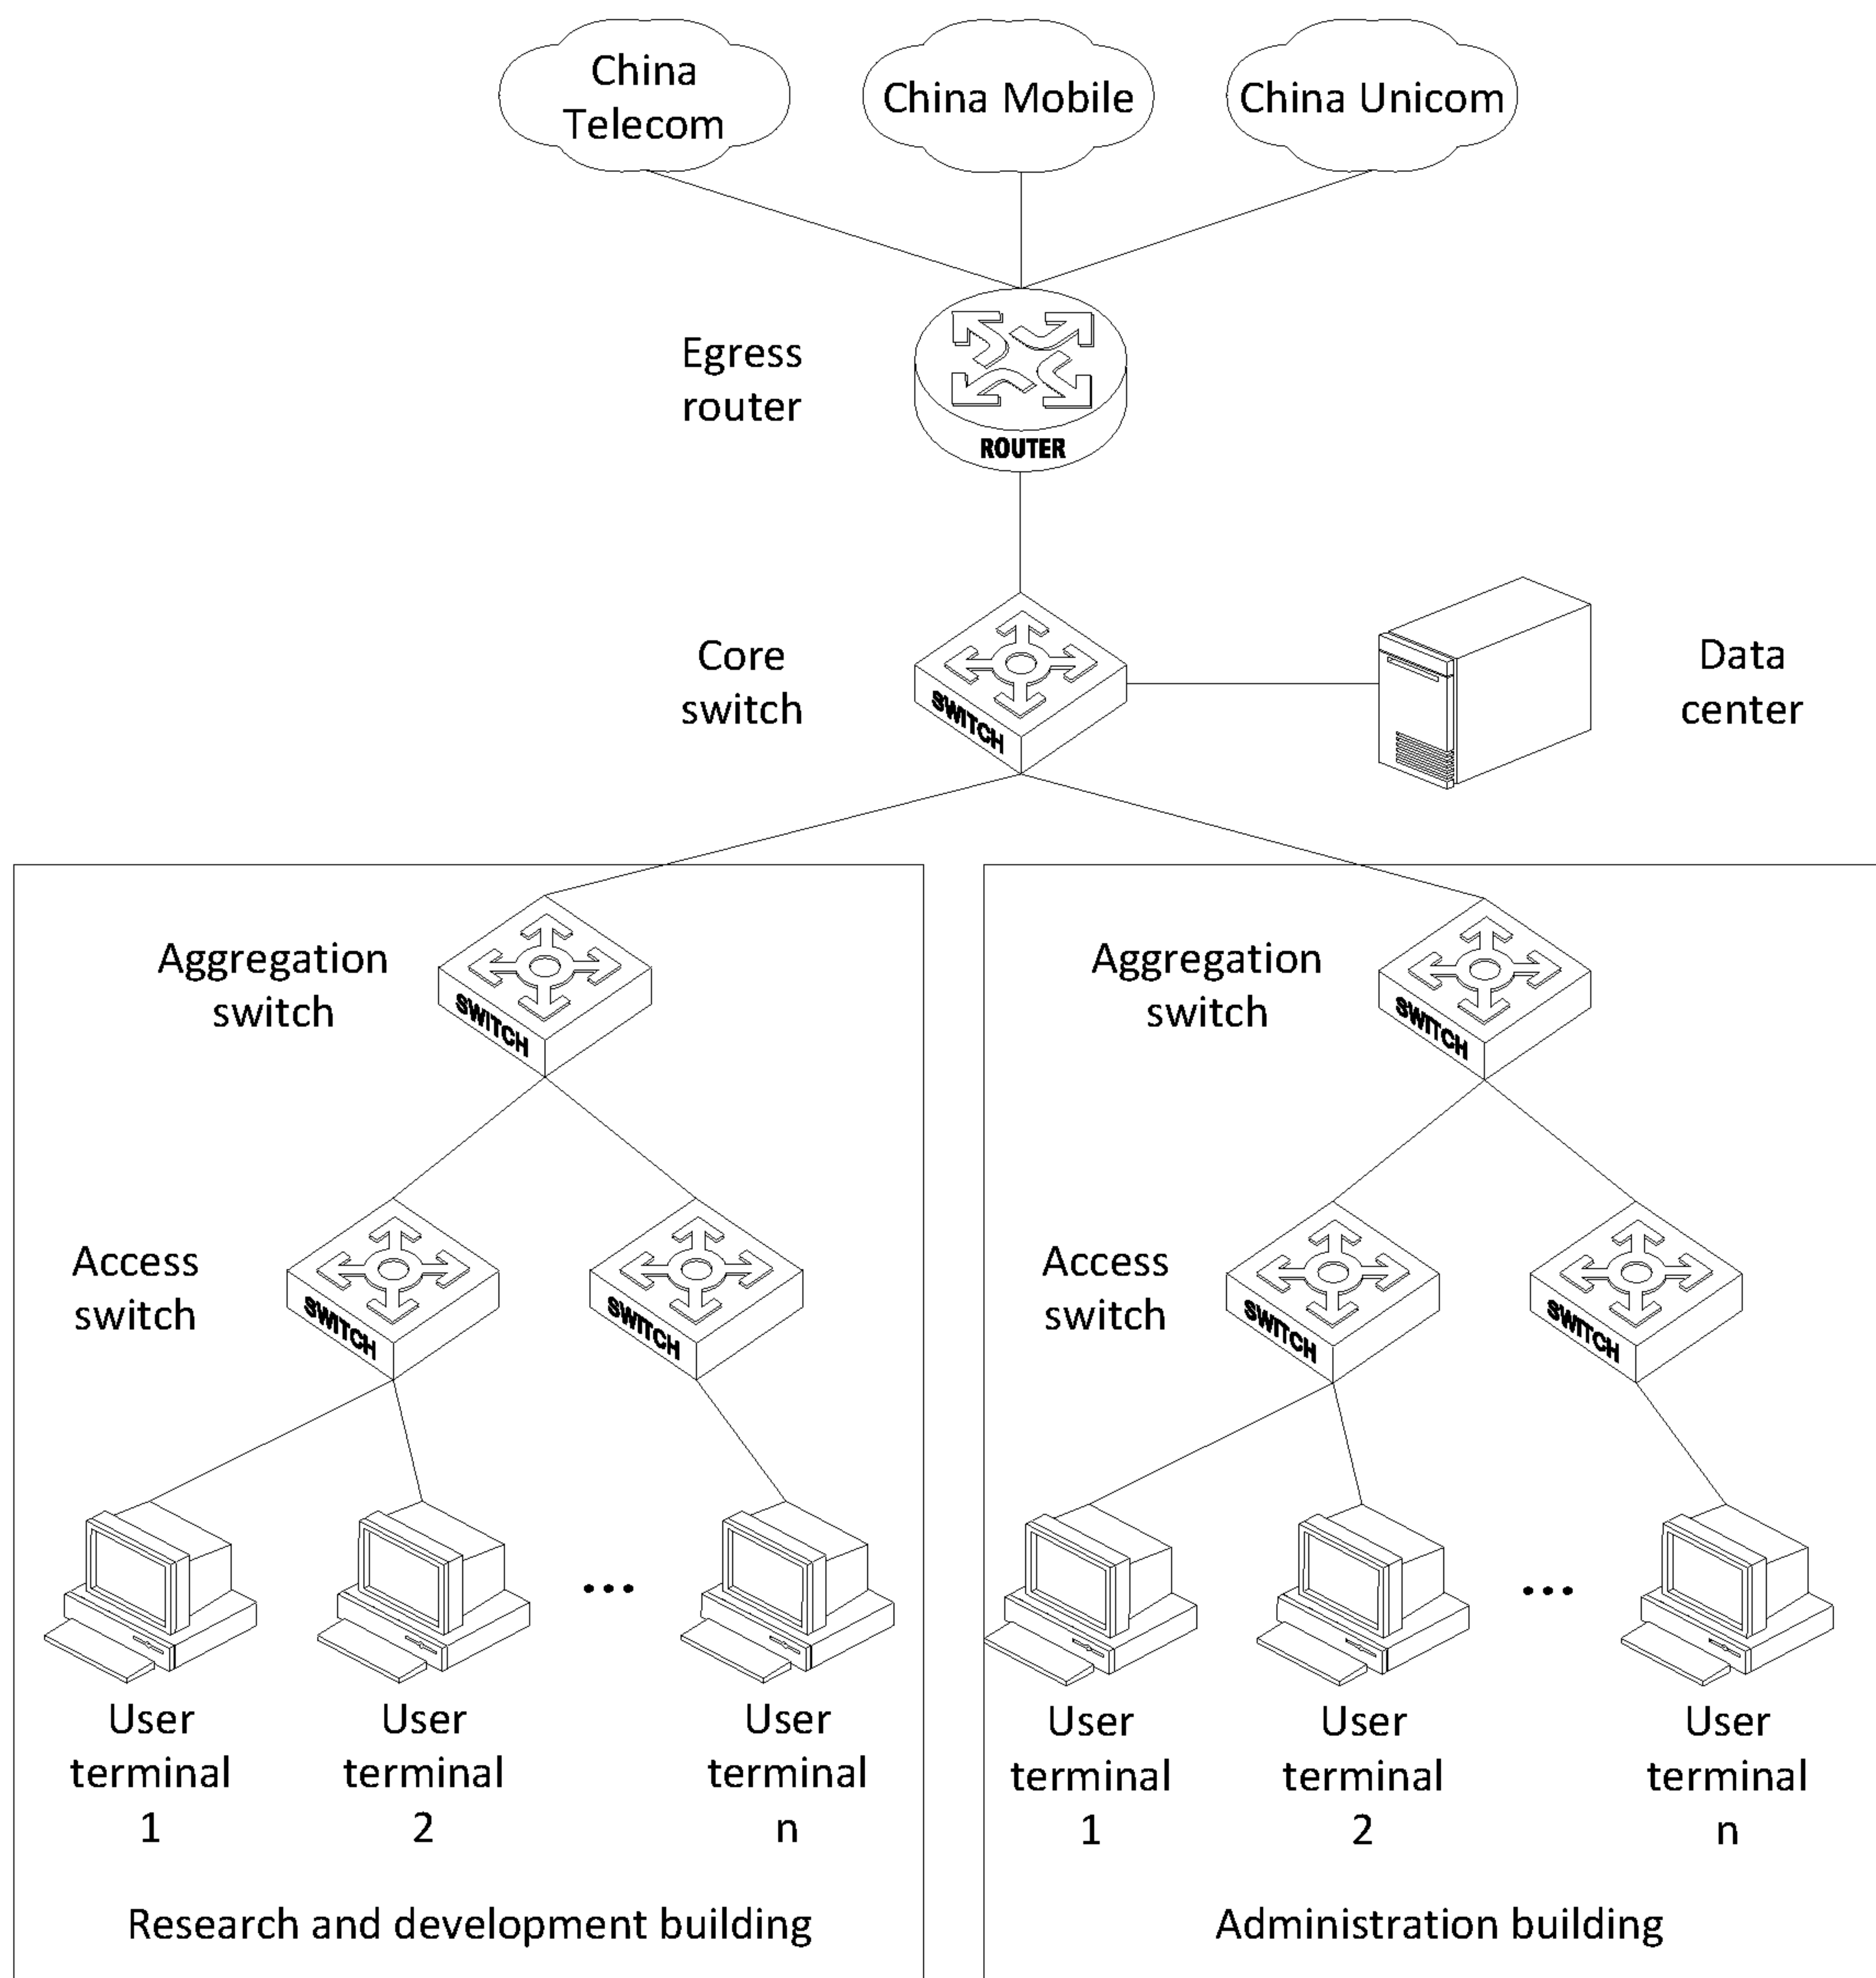 China
Telecom
China Mobile
China Unicom
Egress
router
ROUTER
Core
switch
SWITCH
Data
center
Aggregation
switch
SWITCH
Aggregation
switch
SWITCH
Access
switch
SWITCH
SWITCH
Access
switch
SWITCH
SWITCH
...
...
User
terminal
1
User
terminal
2
User
terminal
n
User
terminal
1
User
terminal
2
User
terminal
n
Research and development building
Administration building